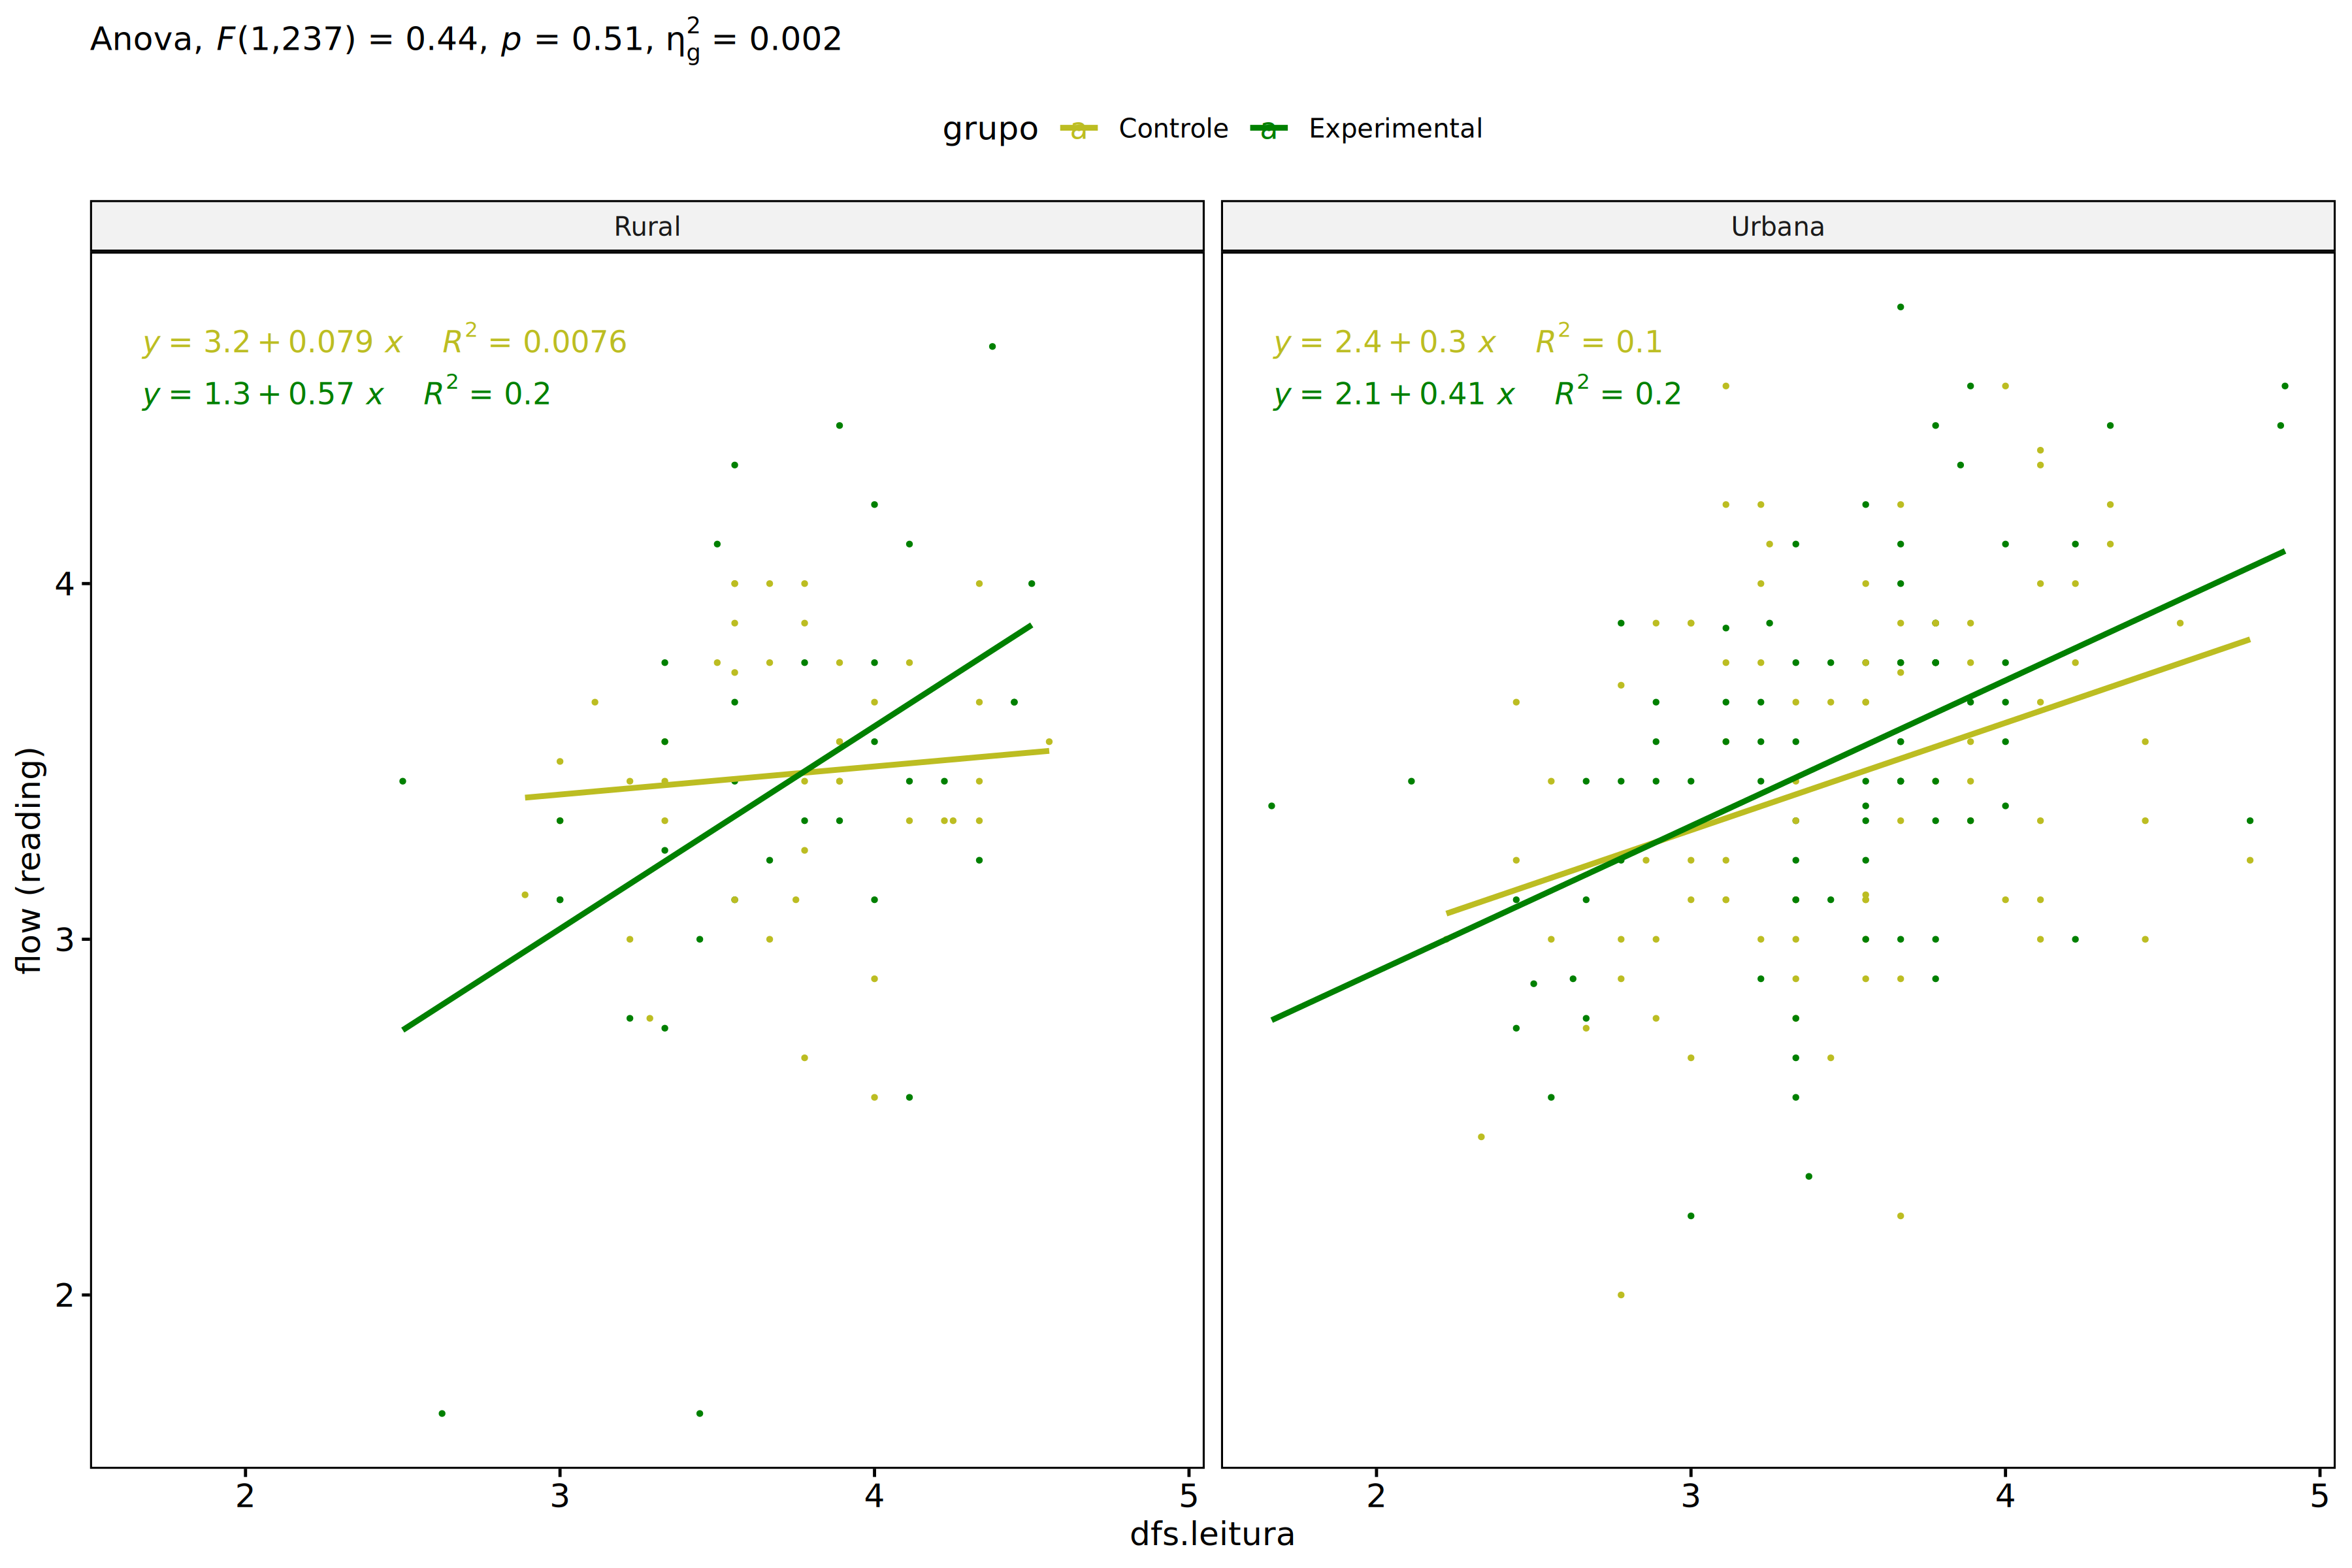 Anova, F(1,237) = 0.44, p = 0.51, η²g = 0.002
grupo a Controle a Experimental
Rural
Urbana
y = 3.2 + 0.079 x R² = 0.0076
y = 1.3 + 0.57 x R² = 0.2
y = 2.4 + 0.3 x R² = 0.1
y = 2.1 + 0.41 x R² = 0.2
flow (reading)
4
3
2
2 3 4 5
2 3 4 5
dfs.leitura